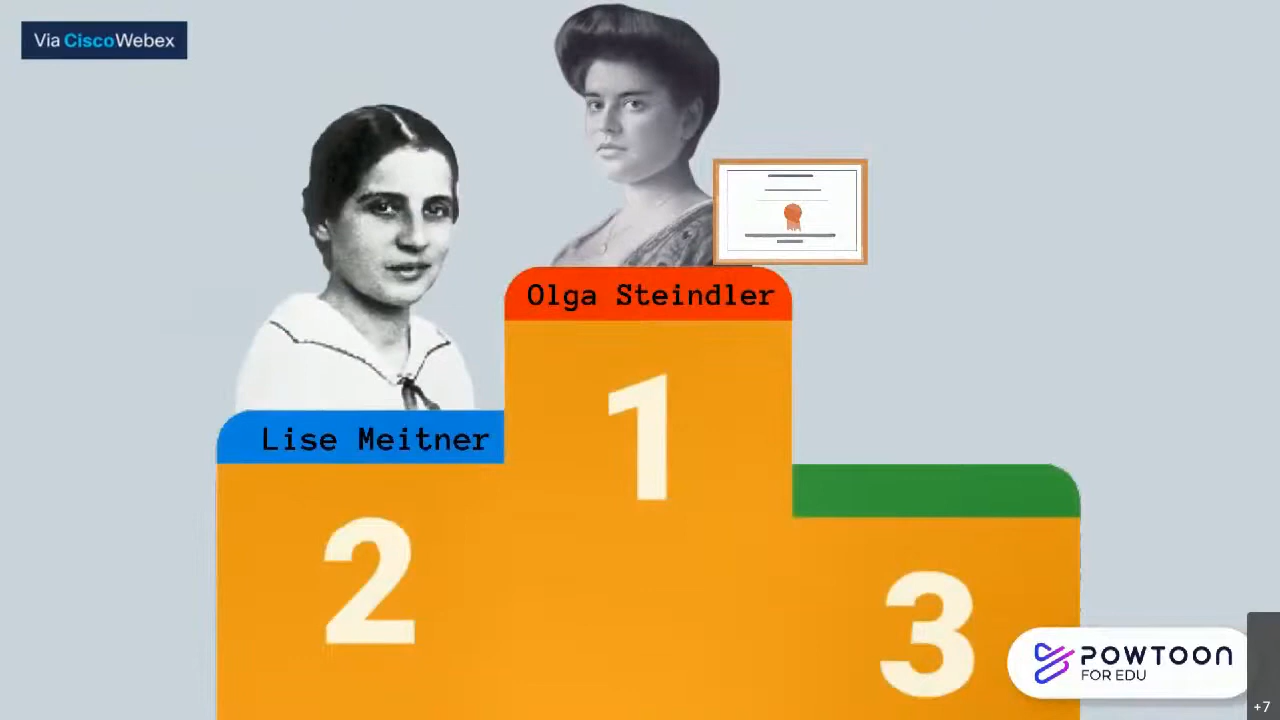 Via CiscoWebex
Olga Steindler
1
Lise Meitner
2
3
POWTOON
FOR EDU
+7